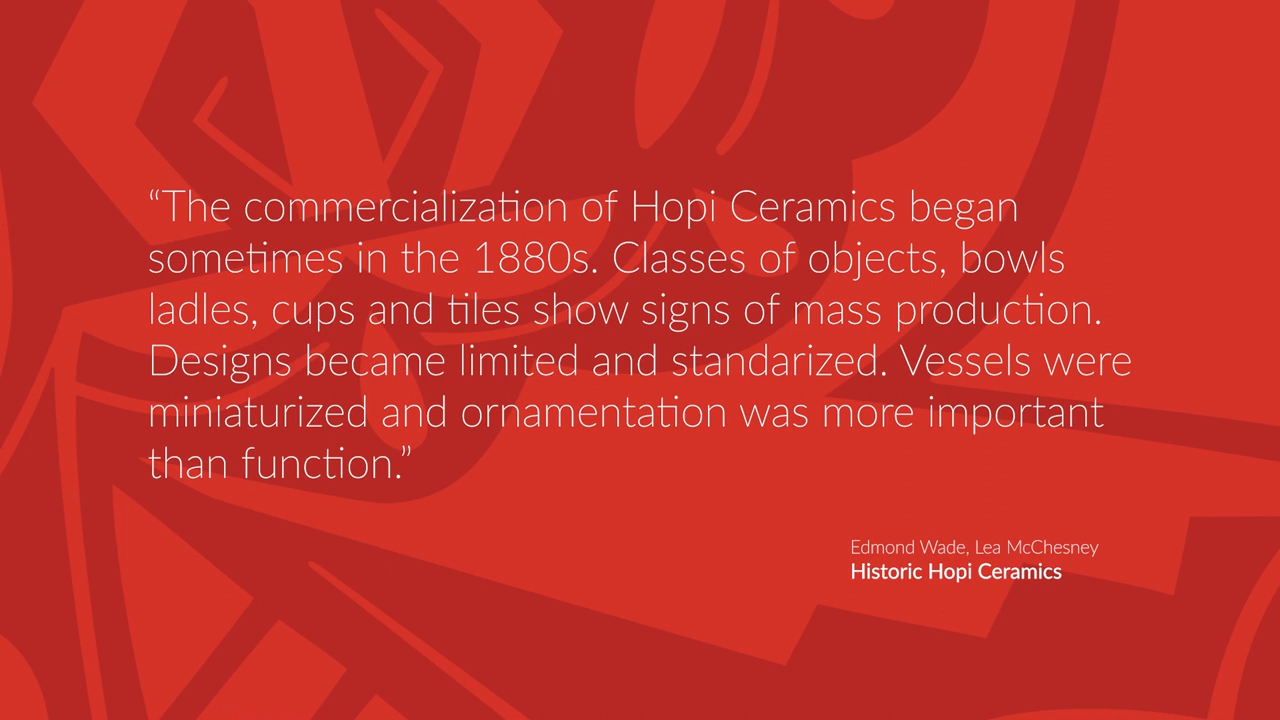 “The commercialization of Hopi Ceramics began
sometimes in the 1880s. Classes of objects, bowls
ladles, cups and tiles show signs of mass production.
Designs became limited and standarized. Vessels were
miniaturized and ornamentation was more important
than function.”
Edmond Wade, Lea McChesney
Historic Hopi Ceramics